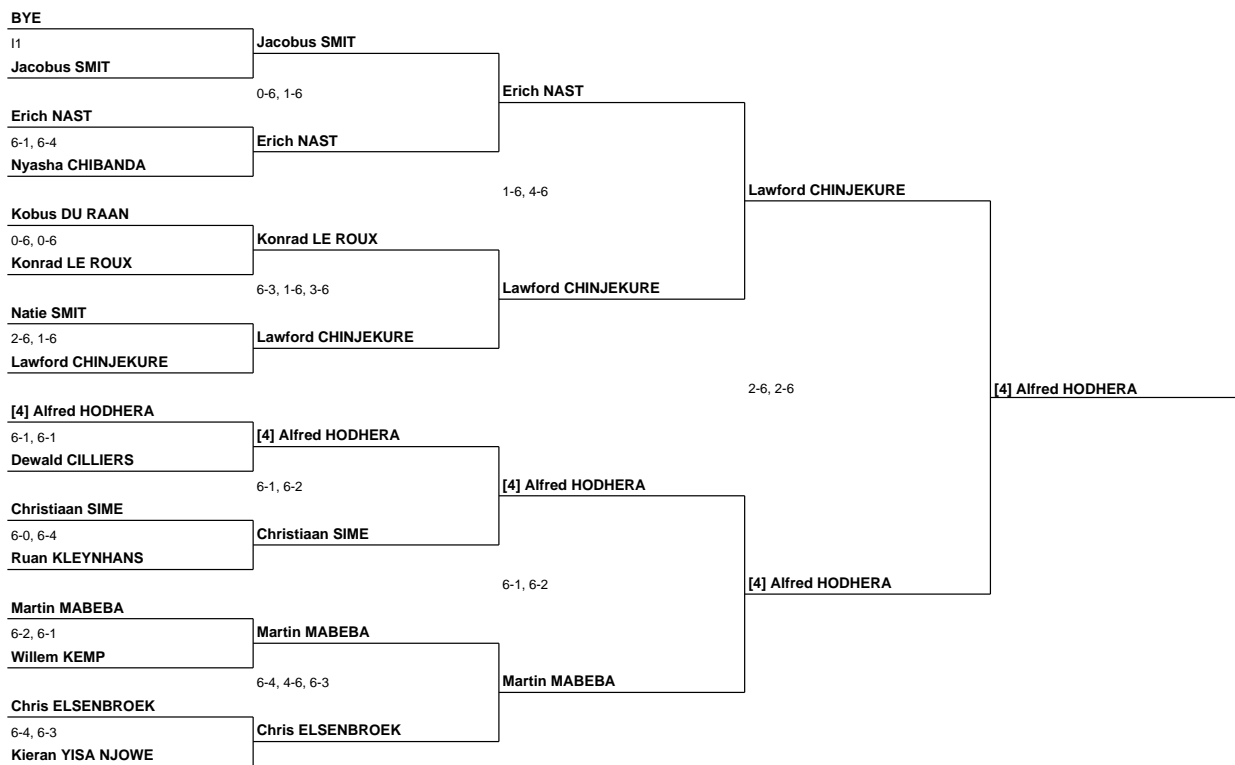 BYE
I1
Jacobus SMIT
Jacobus SMIT
0-6, 1-6
Erich NAST
Erich NAST
6-1, 6-4
Erich NAST
Nyasha CHIBANDA
1-6, 4-6
Lawford CHINJEKURE
Kobus DU RAAN
0-6, 0-6
Konrad LE ROUX
Konrad LE ROUX
6-3, 1-6, 3-6
Lawford CHINJEKURE
Natie SMIT
2-6, 1-6
Lawford CHINJEKURE
Lawford CHINJEKURE
2-6, 2-6
[4] Alfred HODHERA
[4] Alfred HODHERA
6-1, 6-1
[4] Alfred HODHERA
Dewald CILLIERS
6-1, 6-2
[4] Alfred HODHERA
Christiaan SIME
6-0, 6-4
Christiaan SIME
Ruan KLEYNHANS
6-1, 6-2
[4] Alfred HODHERA
Martin MABEBA
6-2, 6-1
Martin MABEBA
Willem KEMP
6-4, 4-6, 6-3
Martin MABEBA
Chris ELSENBROEK
6-4, 6-3
Chris ELSENBROEK
Kieran YISA NJOWE